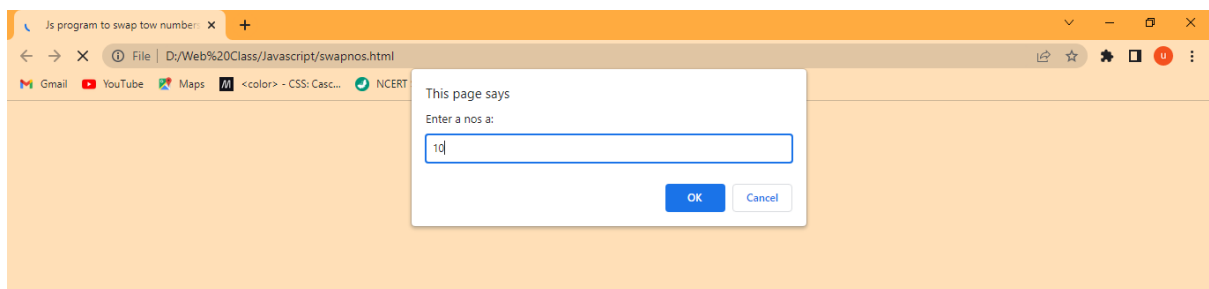 Js program to swap tow number:
File | D:/Web%20Class/Javascript/swapnos.html
u
Gmail YouTube Maps M <color> - CSS: Casc... NCERT
This page says
Enter a nos a:
10
OK Cancel